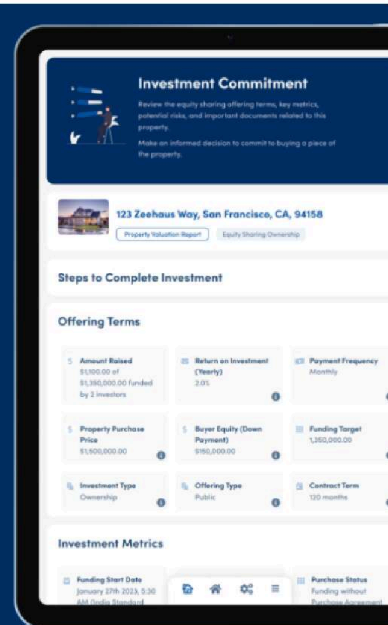 Investment Commitment
Review the equity sharing offering terms, key metrics,
potential risks, and important documents related to this
property.
Make an informed decision to commit to buying a piece of
the property.
123 Zeehaus Way, San Francisco, CA, 94158
Property Valuation Report Equity Sharing Ownership
Steps to Complete Investment
Offering Terms
Amount Raised Return on Investment Payment Frequency
$1,100.00 of (Yearly) Monthly
$1,350,000.00 funded 2.0%
by 2 investors
Property Purchase Buyer Equity (Down Funding Target
Price Payment) 1,350,000.00
$1,500,000.00 $150,000.00
Investment Type Offering Type Contract Term
Ownership Public 120 months
Investment Metrics
Funding Start Date Purchase Status
January 27th 2023, 5:30 Funding without
AM (India Standard Purchase Agreement